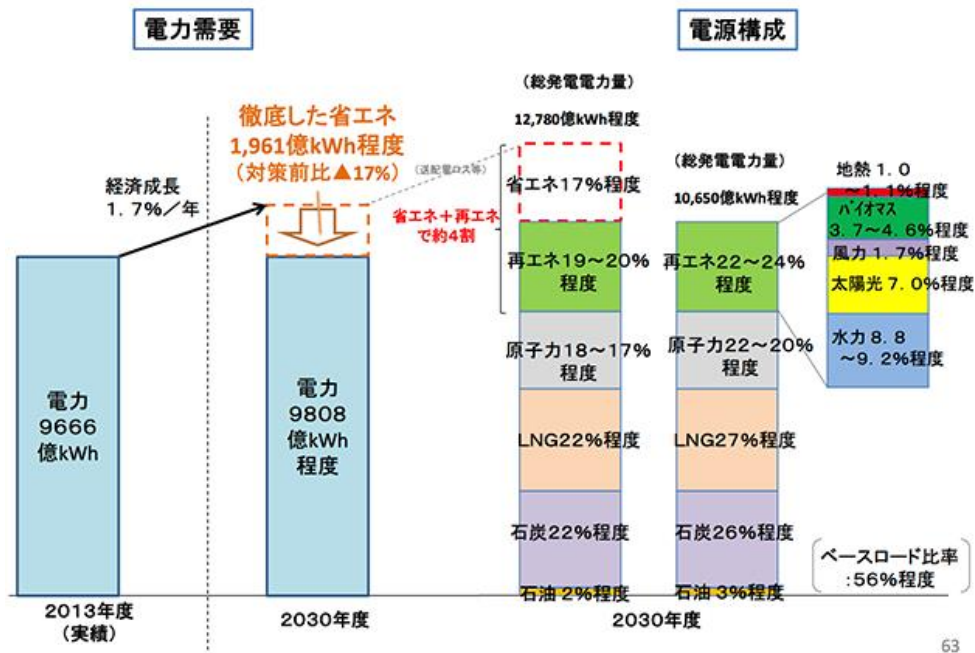 電力需要
電源構成
(総発電電力量)
12,780億kWh程度
徹底した省エネ
1,961億kWh程度
(対策前比▲17%)
(送配電ロス等)
経済成長
1.7%/年
省エネ17%程度
省エネ+再エネ
で約4割
再エネ19~20%
程度
原子力18~17%
程度
LNG22%程度
石炭22%程度
石油 2%程度
(総発電電力量)
10,650億kWh程度
再エネ22~24%
程度
原子力22~20%
程度
LNG27%程度
石炭26%程度
石油 3%程度
地熱 1.0
~1.1%程度
バイオマス
3.7~4.6%程度
風力 1.7%程度
太陽光 7.0%程度
水力 8.8
~9.2%程度
電力
9666
億kWh
電力
9808
億kWh
程度
ベースロード比率
:56%程度
2013年度
(実績)
2030年度
2030年度
63